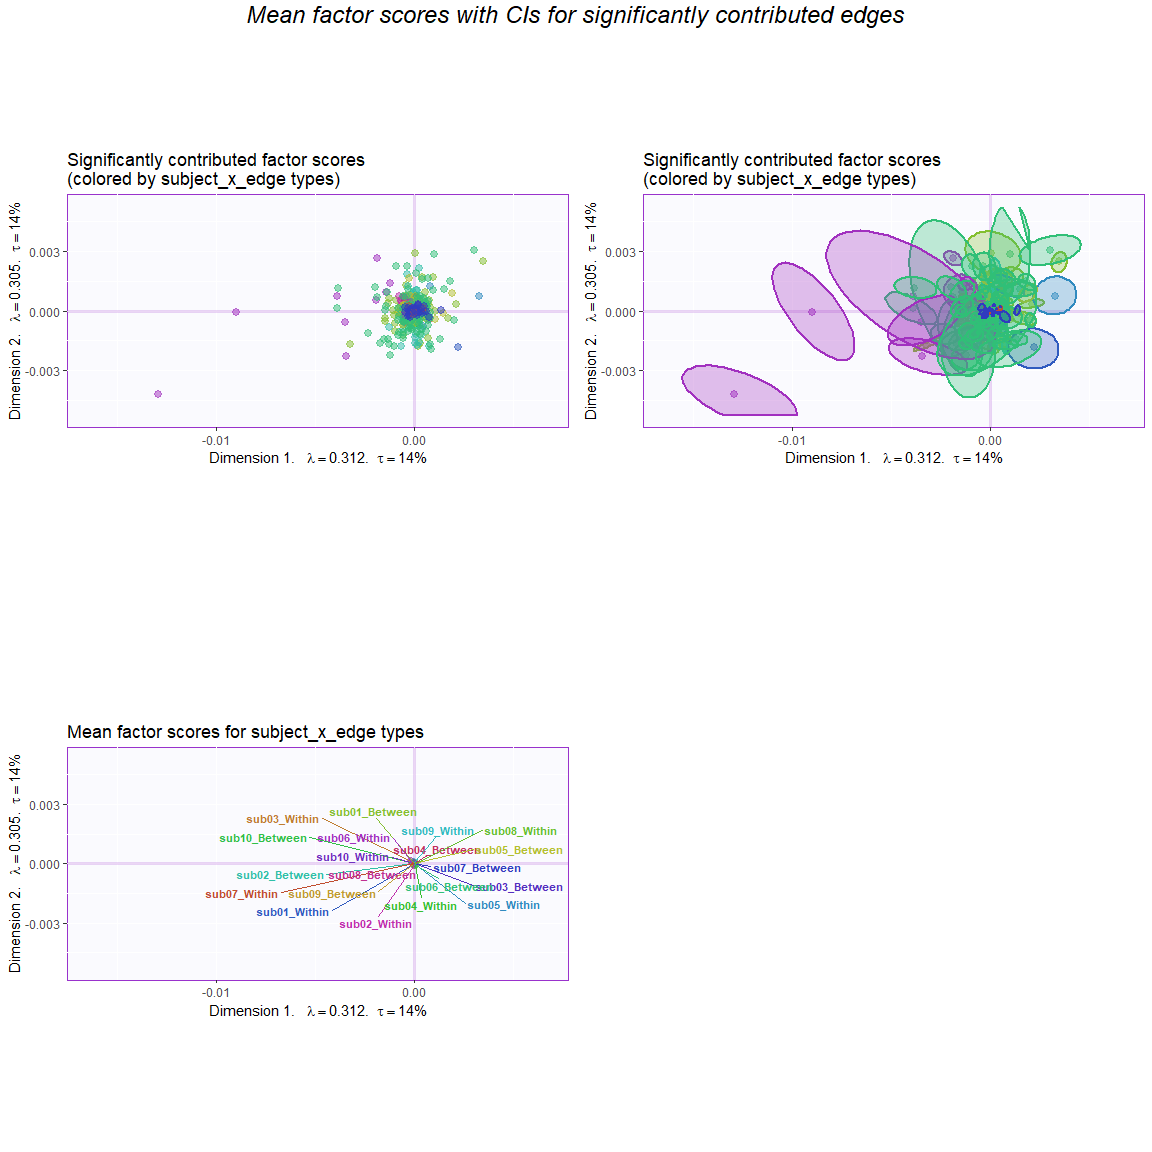 Mean factor scores with CIs for significantly contributed edges
Significantly contributed factor scores
(colored by subject_x_edge types)
Dimension 2.   λ = 0.305.  τ = 14%
0.003
0.000
-0.003
-0.01
0.00
Dimension 1.   λ = 0.312.  τ = 14%
Significantly contributed factor scores
(colored by subject_x_edge types)
Dimension 2.   λ = 0.305.  τ = 14%
0.003
0.000
-0.003
-0.01
0.00
Dimension 1.   λ = 0.312.  τ = 14%
Mean factor scores for subject_x_edge types
Dimension 2.   λ = 0.305.  τ = 14%
0.003
0.000
-0.003
sub01_Between
sub03_Within
sub09_Within
sub08_Within
sub10_Between
sub06_Within
sub04_Between
sub05_Between
sub10_Within
sub07_Between
sub02_Between
sub08_Between
sub06_Between
sub03_Between
sub07_Within
sub09_Between
sub04_Within
sub05_Within
sub01_Within
sub02_Within
-0.01
0.00
Dimension 1.   λ = 0.312.  τ = 14%